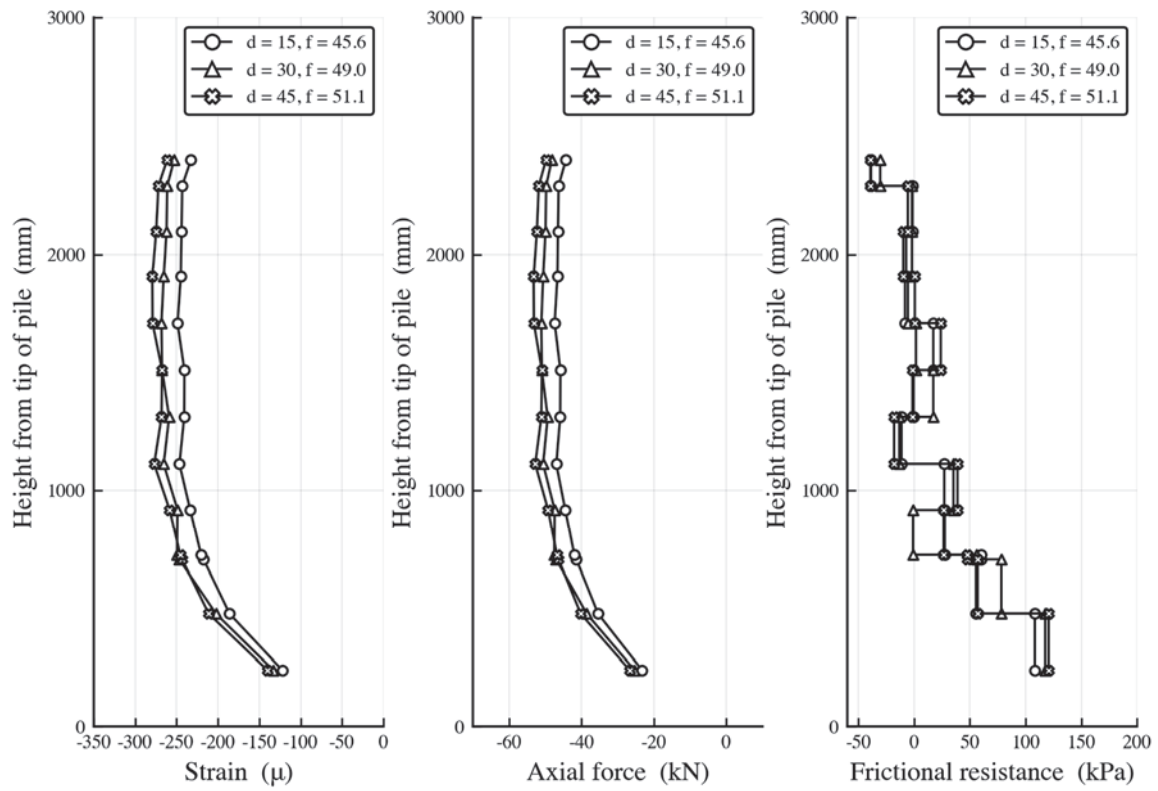 3000
2000
1000
0
Height from tip of pile (mm)
d = 15, f = 45.6
d = 30, f = 49.0
d = 45, f = 51.1
-350 -300 -250 -200 -150 -100 -50 0
Strain (μ)
3000
2000
1000
0
Height from tip of pile (mm)
d = 15, f = 45.6
d = 30, f = 49.0
d = 45, f = 51.1
-60 -40 -20 0
Axial force (kN)
3000
2000
1000
0
Height from tip of pile (mm)
d = 15, f = 45.6
d = 30, f = 49.0
d = 45, f = 51.1
-50 0 50 100 150 200
Frictional resistance (kPa)